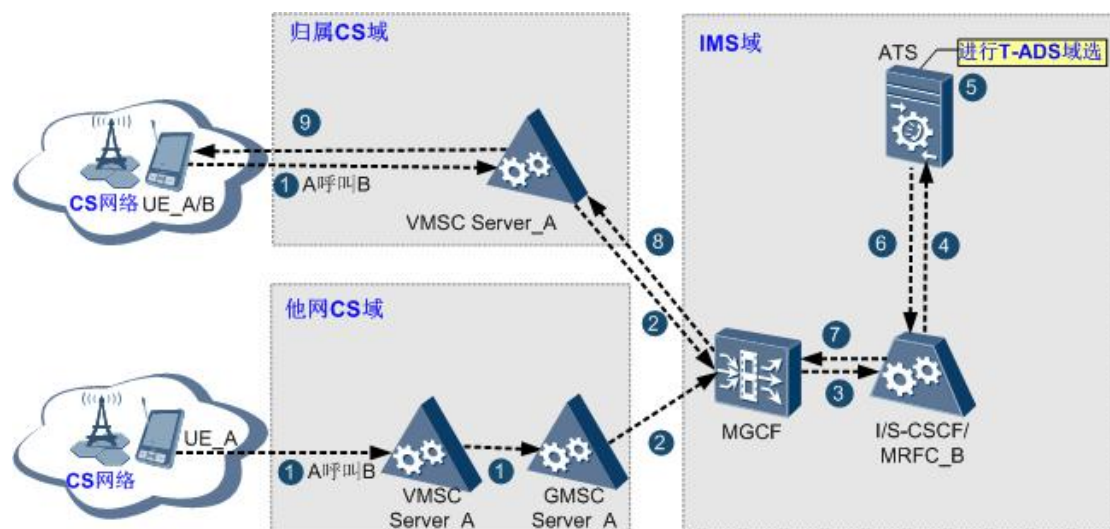 归属CS域
9
1 A呼叫B
CS网络
UE_A/B
VMSC Server_A
8
2
他网CS域
UE_A
CS网络
1 A呼叫B
1
VMSC
Server_A
GMSC
Server_A
2
IMS域
ATS
进行T-ADS域选
5
6
4
7
3
MGCF
I/S-CSCF/
MRFC_B